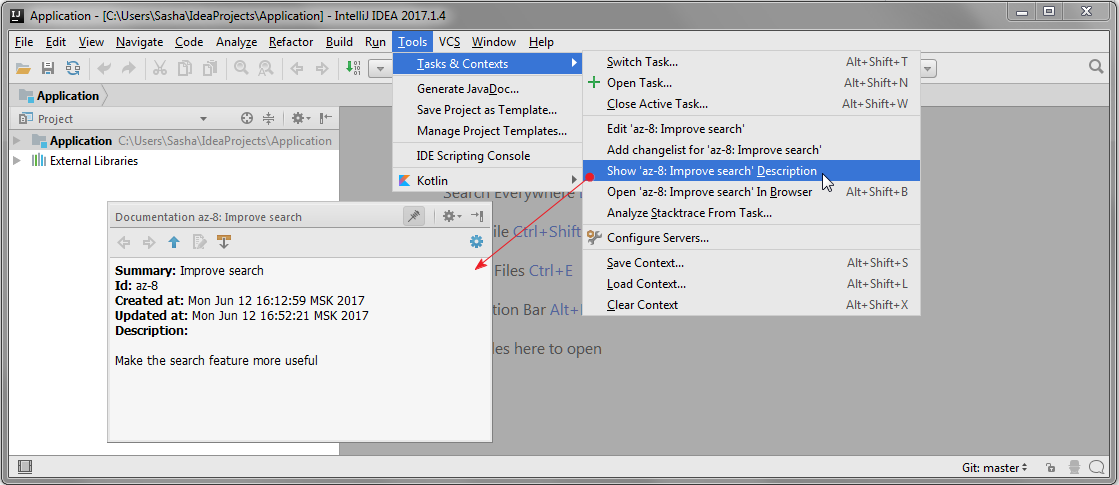 Application - [C:\Users\Sasha\IdeaProjects\Application] - IntelliJ IDEA 2017.1.4
File Edit View Navigate Code Analyze Refactor Build Run Tools VCS Window Help
Tasks & Contexts
Generate JavaDoc...
Save Project as Template...
Manage Project Templates...
IDE Scripting Console
Kotlin
Switch Task... Alt+Shift+T
Open Task... Alt+Shift+N
Close Active Task... Alt+Shift+W
Edit 'az-8: Improve search'
Add changelist for 'az-8: Improve search'
Show 'az-8: Improve search' Description
Open 'az-8: Improve search' In Browser Alt+Shift+B
Analyze Stacktrace From Task...
Configure Servers...
Save Context... Alt+Shift+S
Load Context... Alt+Shift+L
Clear Context Alt+Shift+X
Application
Project
Application C:\Users\Sasha\IdeaProjects\Application
External Libraries
Search Everywhere
Ctrl+Shift
Files Ctrl+E
Bar Alt+
here to open
Documentation az-8: Improve search
Summary: Improve search
Id: az-8
Created at: Mon Jun 12 16:12:59 MSK 2017
Updated at: Mon Jun 12 16:52:21 MSK 2017
Description:
Make the search feature more useful
Git: master